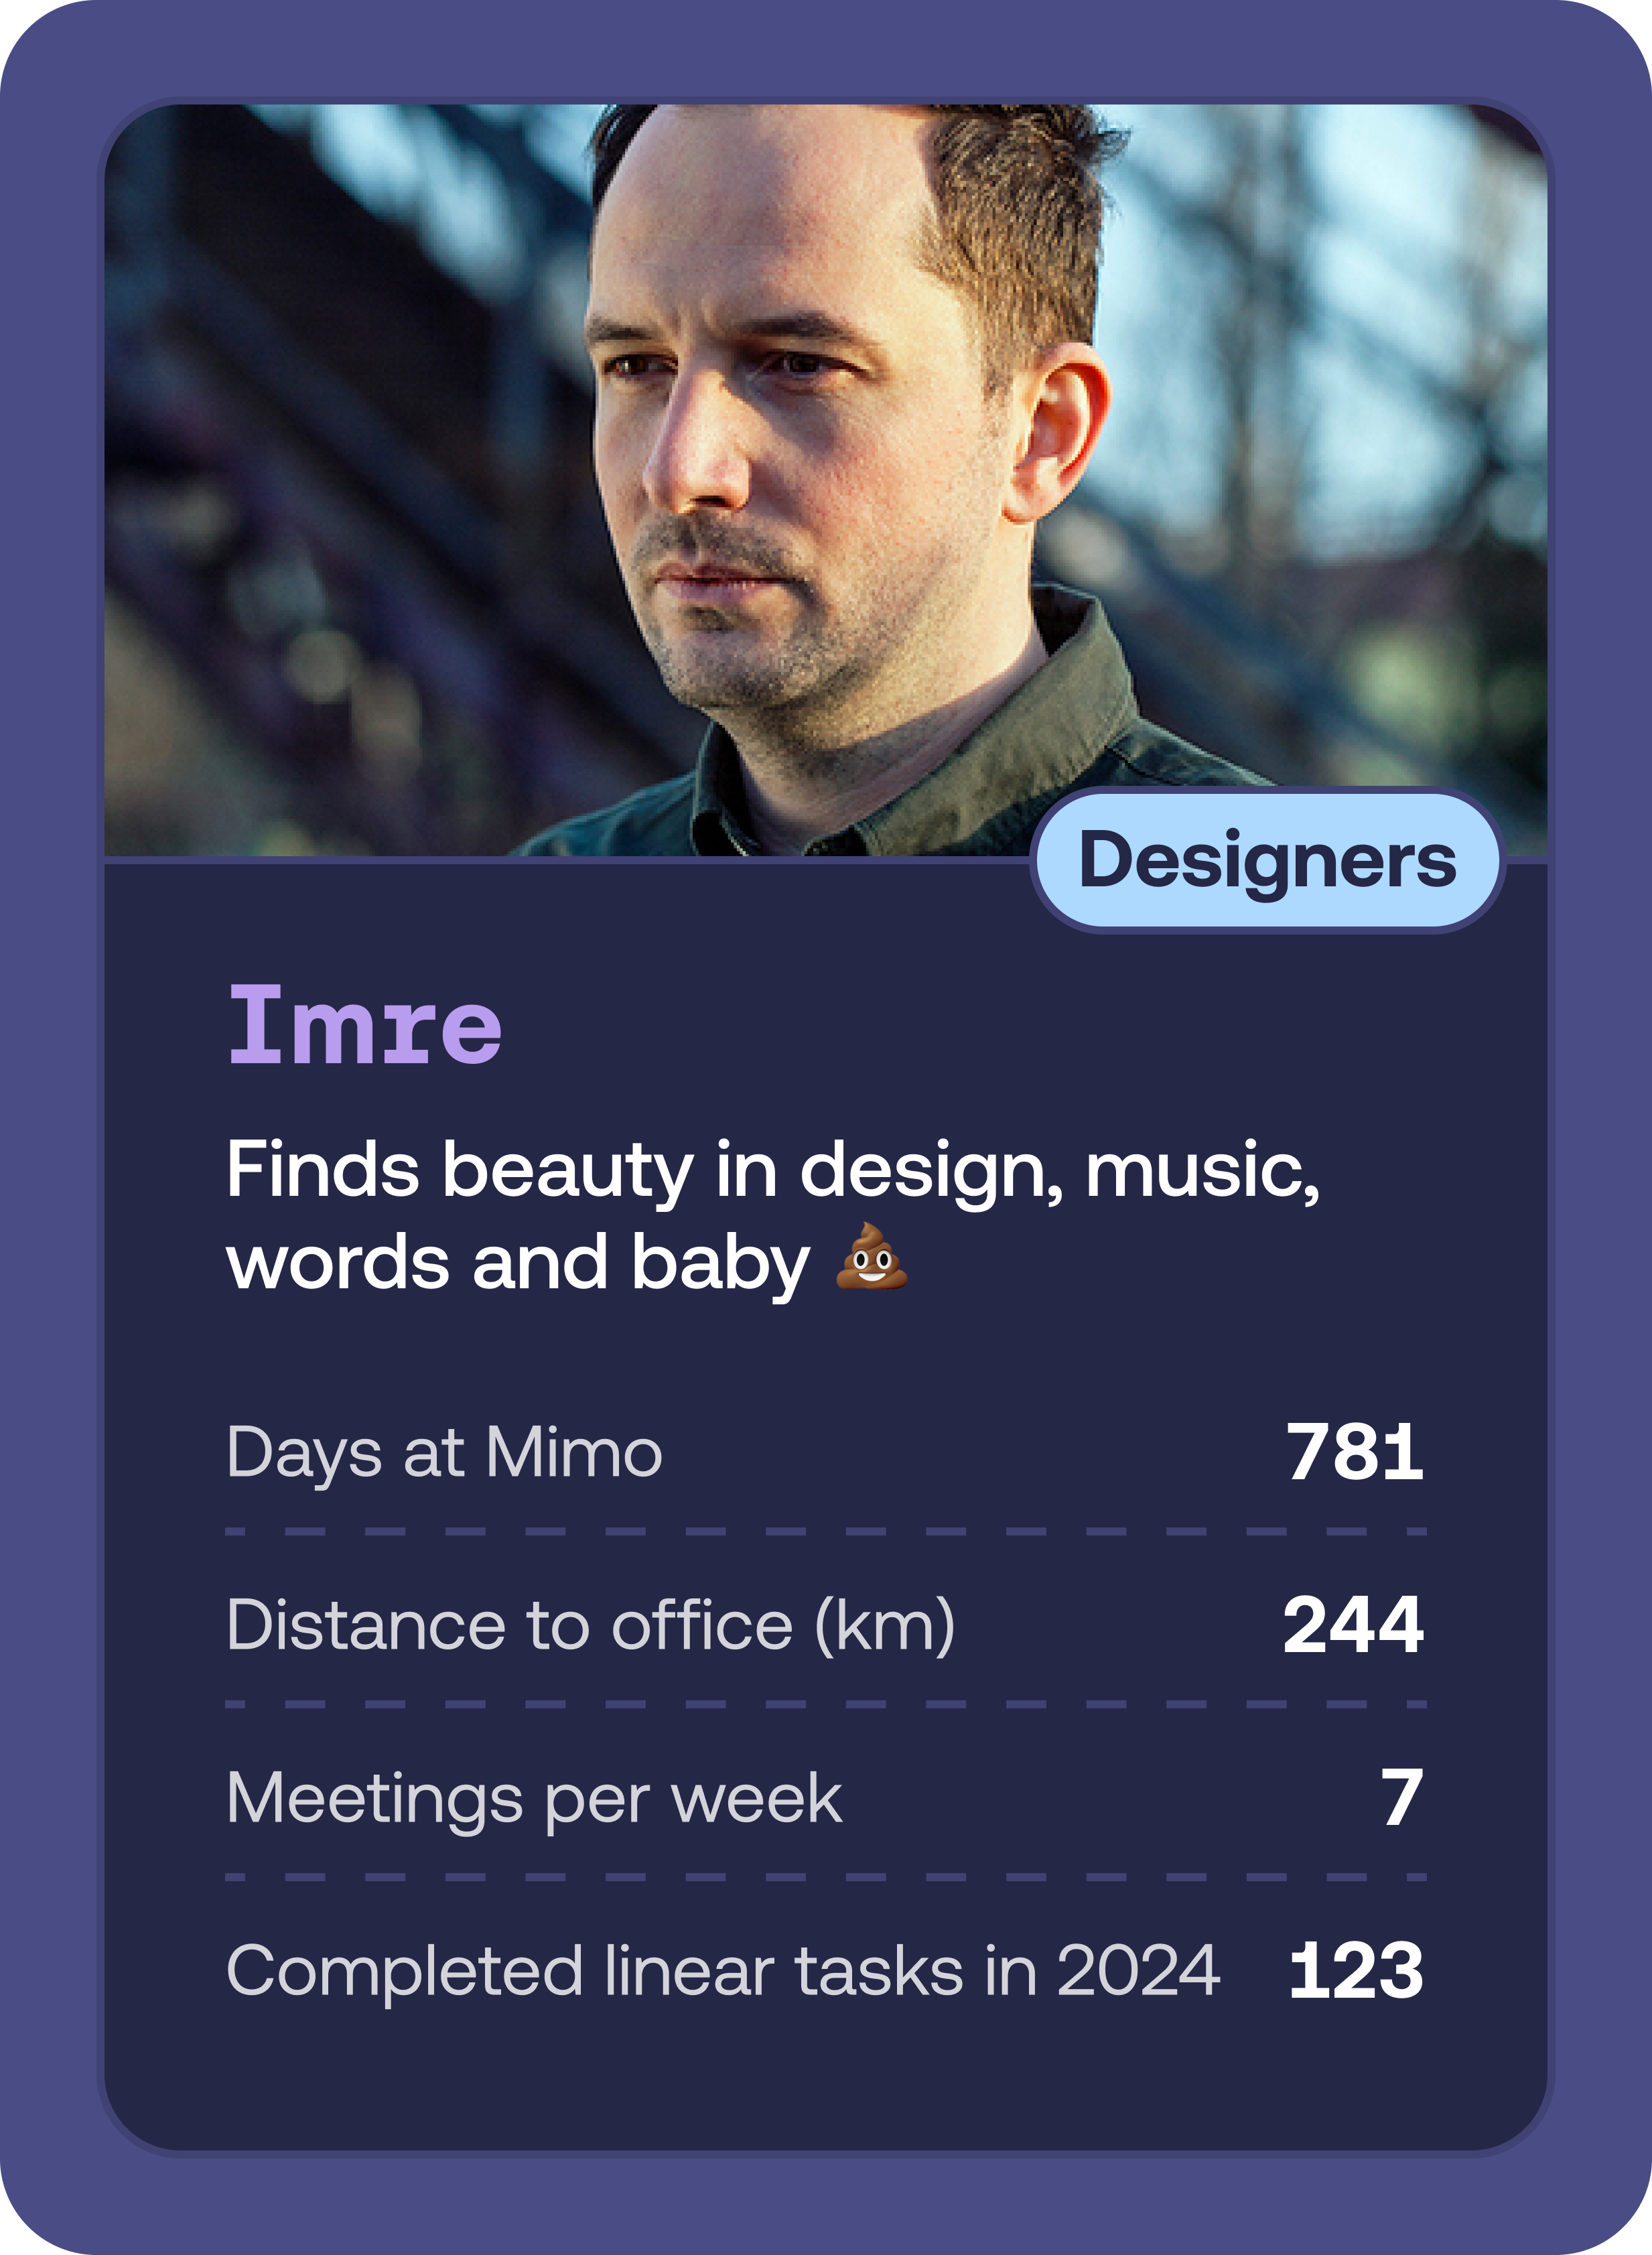 Designers
Imre
Finds beauty in design, music,
words and baby 💩
Days at Mimo 781
Distance to office (km) 244
Meetings per week 7
Completed linear tasks in 2024 123